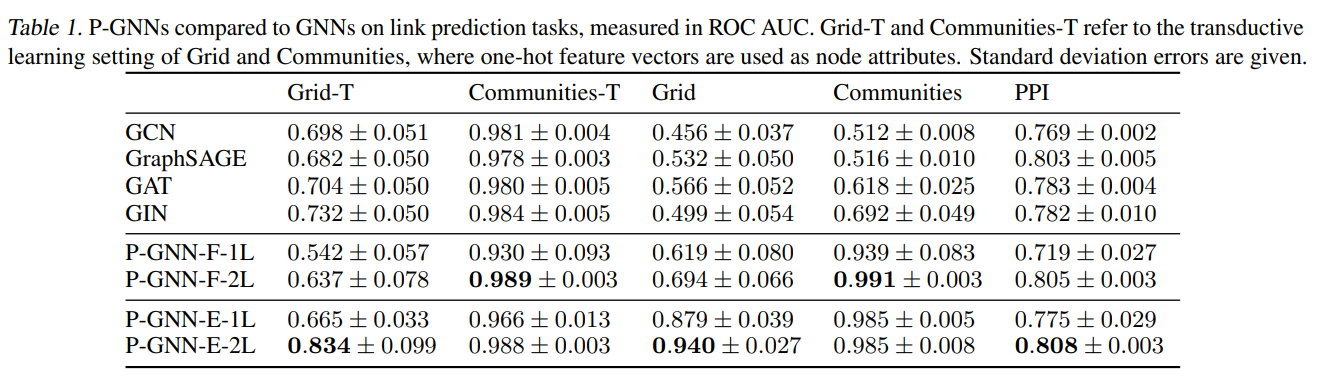 Table 1. P-GNNs compared to GNNs on link prediction tasks, measured in ROC AUC. Grid-T and Communities-T refer to the transductive
learning setting of Grid and Communities, where one-hot feature vectors are used as node attributes. Standard deviation errors are given.
Grid-T Communities-T Grid Communities PPI
GCN 0.698 ± 0.051 0.981 ± 0.004 0.456 ± 0.037 0.512 ± 0.008 0.769 ± 0.002
GraphSAGE 0.682 ± 0.050 0.978 ± 0.003 0.532 ± 0.050 0.516 ± 0.010 0.803 ± 0.005
GAT 0.704 ± 0.050 0.980 ± 0.005 0.566 ± 0.052 0.618 ± 0.025 0.783 ± 0.004
GIN 0.732 ± 0.050 0.984 ± 0.005 0.499 ± 0.054 0.692 ± 0.049 0.782 ± 0.010
P-GNN-F-1L 0.542 ± 0.057 0.930 ± 0.093 0.619 ± 0.080 0.939 ± 0.083 0.719 ± 0.027
P-GNN-F-2L 0.637 ± 0.078 0.989 ± 0.003 0.694 ± 0.066 0.991 ± 0.003 0.805 ± 0.003
P-GNN-E-1L 0.665 ± 0.033 0.966 ± 0.013 0.879 ± 0.039 0.985 ± 0.005 0.775 ± 0.029
P-GNN-E-2L 0.834 ± 0.099 0.988 ± 0.003 0.940 ± 0.027 0.985 ± 0.008 0.808 ± 0.003